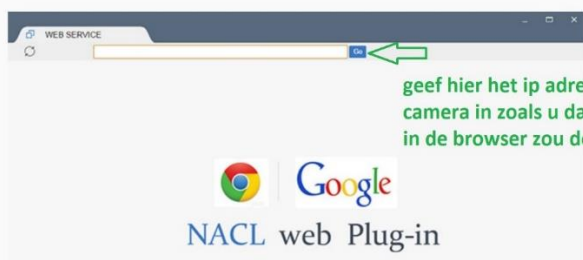 WEB SERVICE
Go
geef hier het ip adre
camera in zoals u da
in de browser zou d
Google
NACL web Plug-in